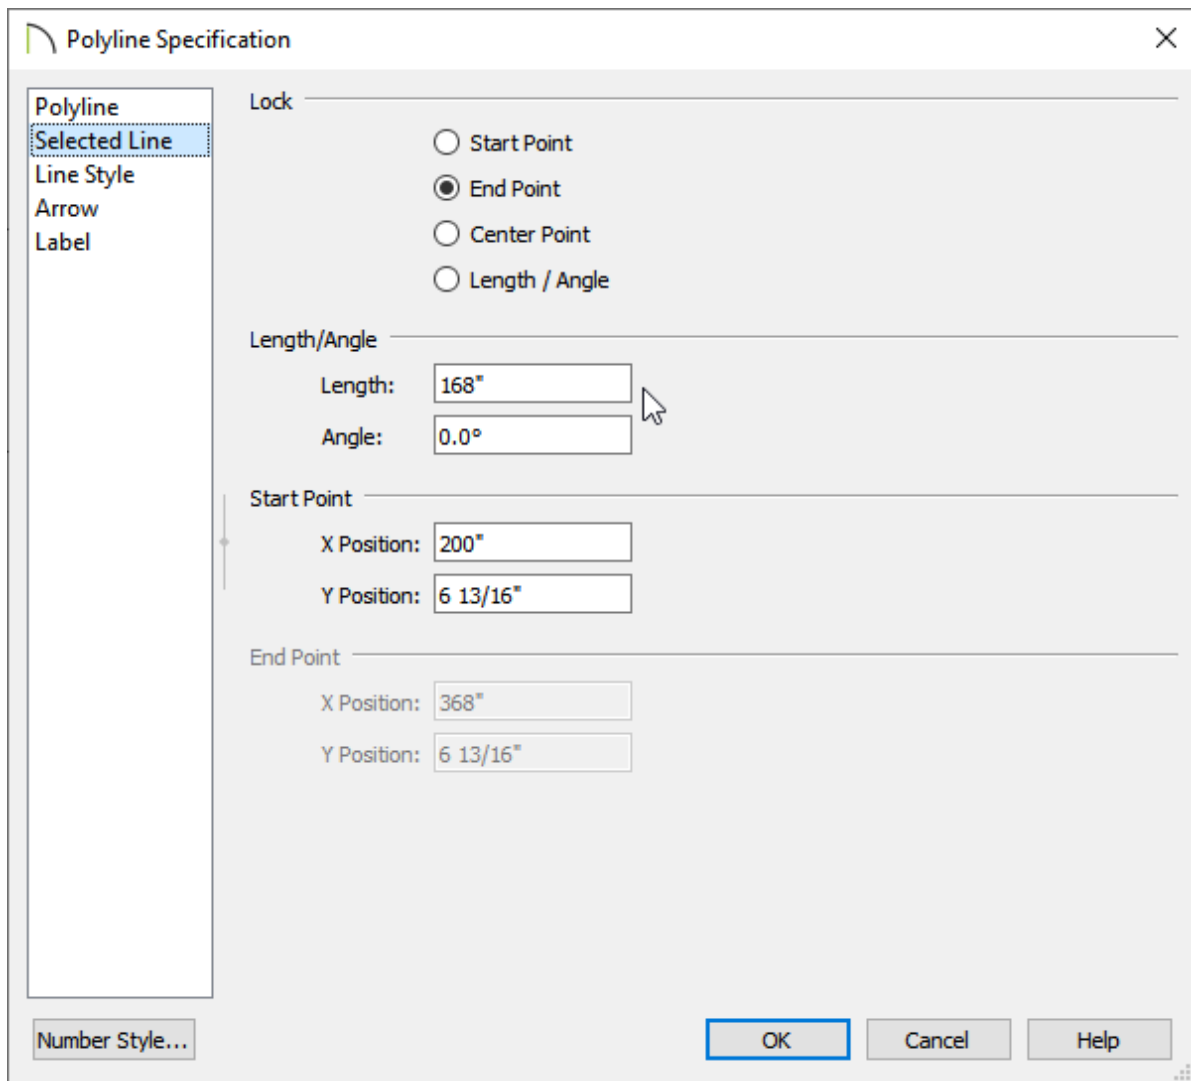 Polyline Specification
Polyline
Selected Line
Line Style
Arrow
Label
Lock
Start Point
End Point
Center Point
Length / Angle
Length/Angle
Length: 168"
Angle: 0.0°
Start Point
X Position: 200"
Y Position: 6 13/16"
End Point
X Position: 368"
Y Position: 6 13/16"
Number Style...
OK
Cancel
Help